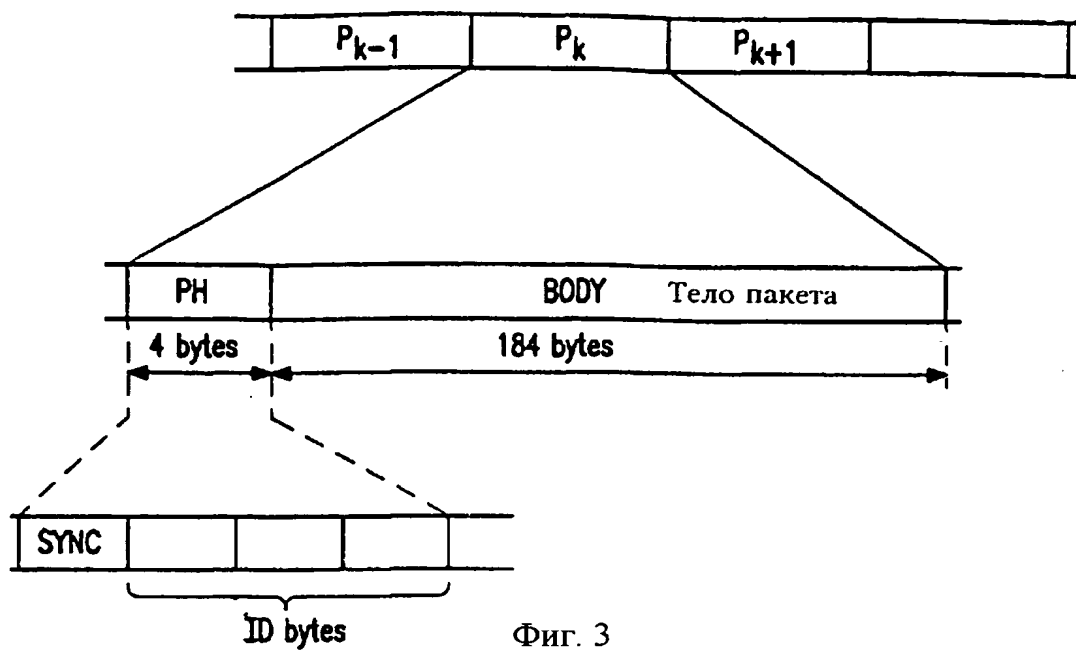 P_{k-1} P_k P_{k+1}
PH BODY Тело пакета
4 bytes 184 bytes
SYNC
ID bytes
Фиг. 3